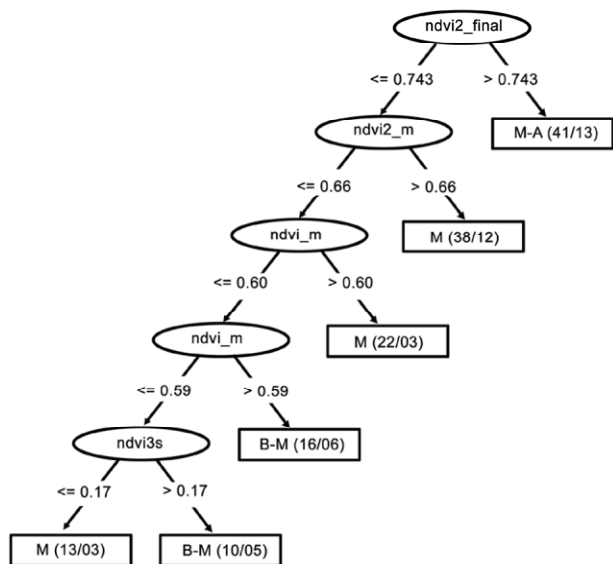 ndvi2_final
<= 0.743
> 0.743
ndvi2_m
M-A (41/13)
<= 0.66
> 0.66
ndvi_m
M (38/12)
<= 0.60
> 0.60
ndvi_m
M (22/03)
<= 0.59
> 0.59
ndvi3s
B-M (16/06)
<= 0.17
> 0.17
M (13/03)
B-M (10/05)